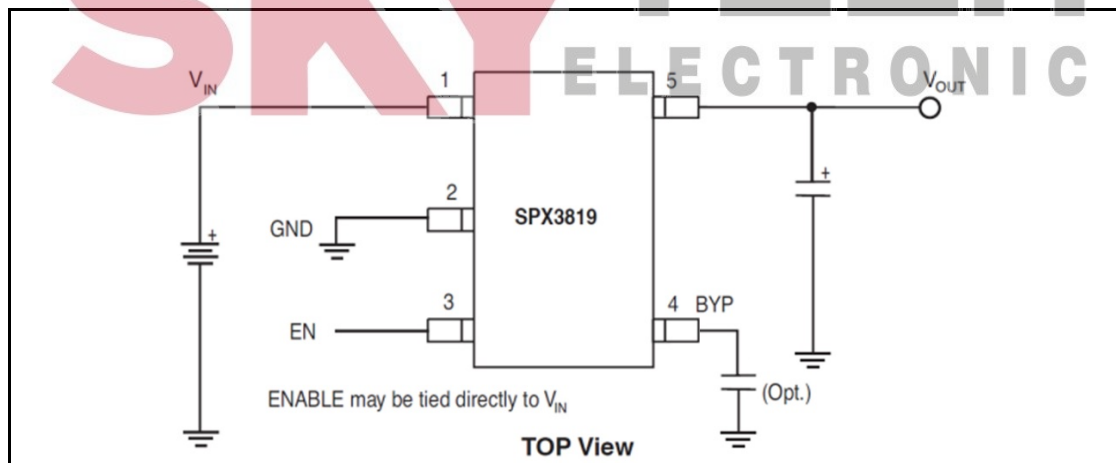 SKY
ELECTRONIC
V_IN
1
5
V_OUT
+
2
SPX3819
GND
+
3
4 BYP
EN
(Opt.)
ENABLE may be tied directly to V_IN
TOP View